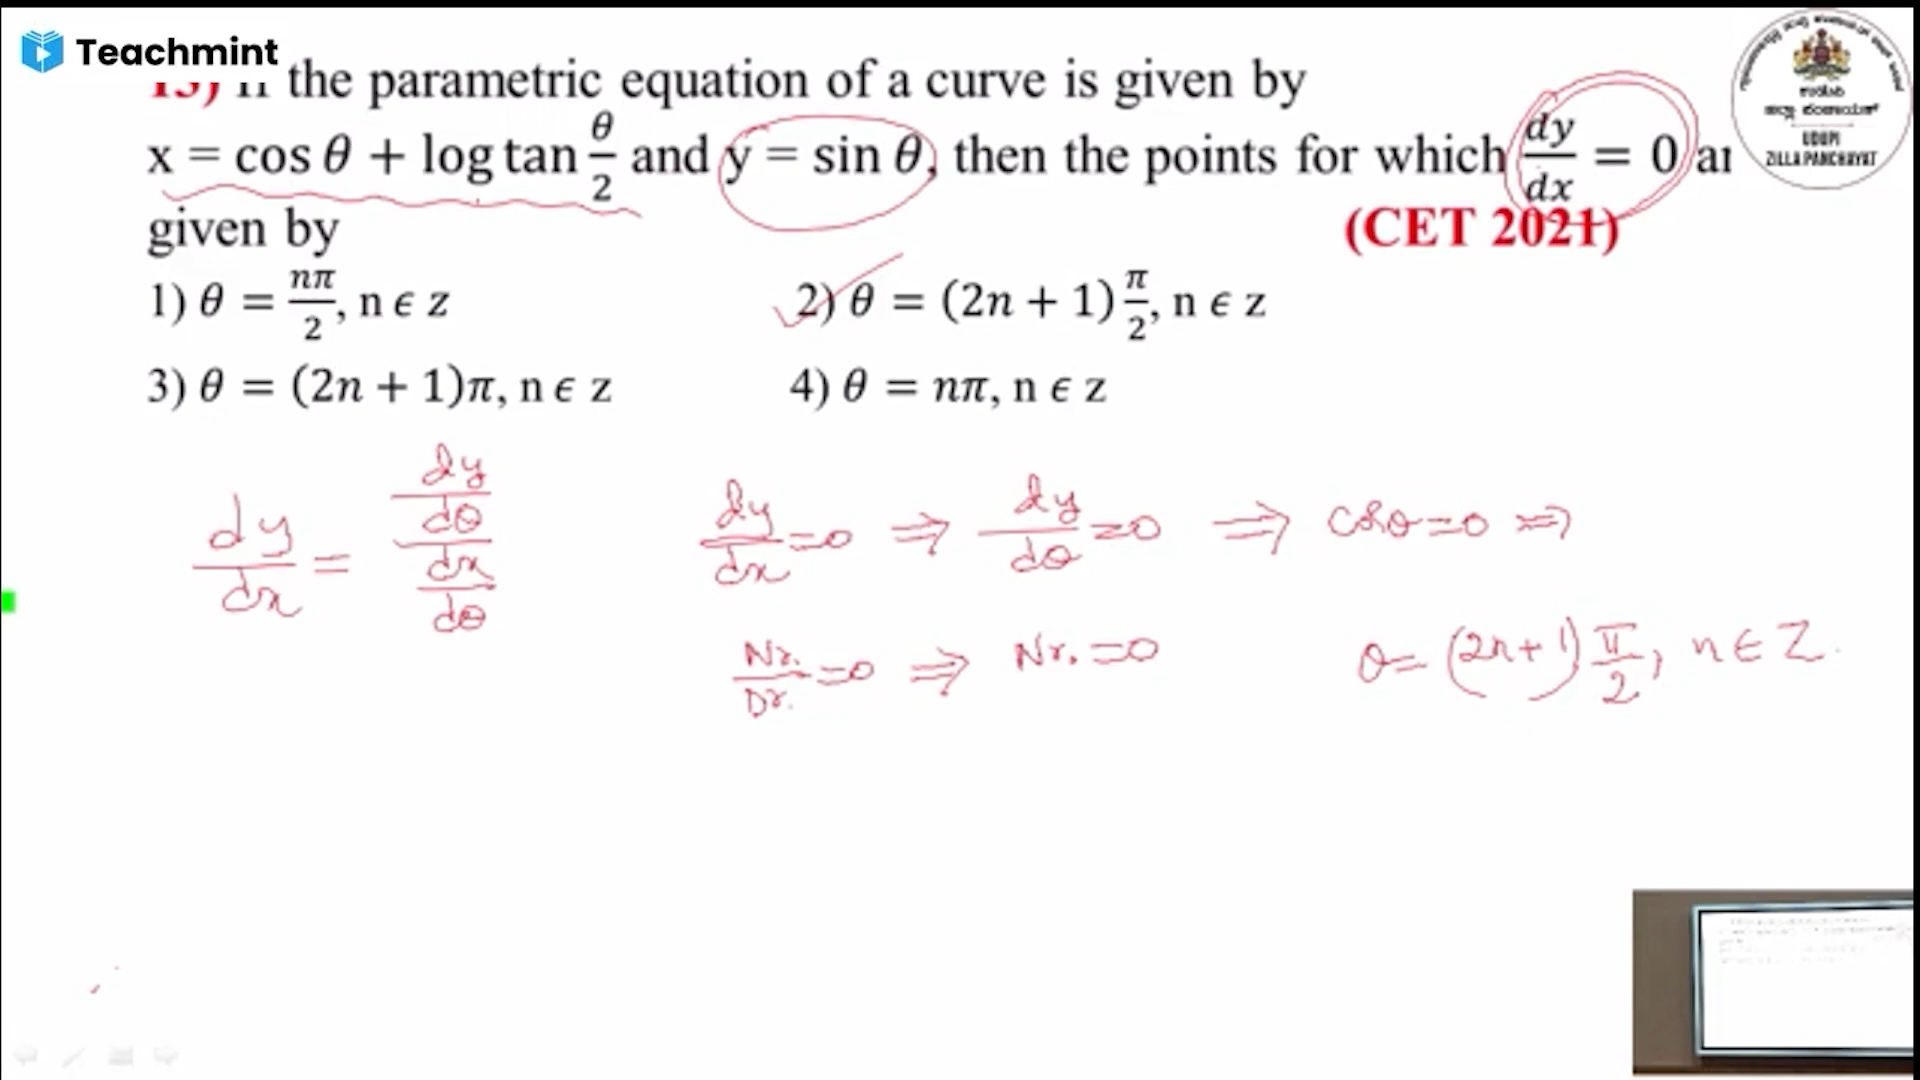 Teachmint
the parametric equation of a curve is given by
x = cos θ + log tan θ/2 and y = sin θ, then the points for which dy/dx = 0
given by
(CET 2021)
1) θ = nπ/2, n ϵ z
2) θ = (2n + 1) π/2, n ϵ z
3) θ = (2n + 1)π, n ϵ z
4) θ = nπ, n ϵ z
dy/dx = (dy/dθ)/(dx/dθ)
dy/dx = 0 ⇒ dy/dθ = 0 ⇒ cosθ = 0 ⇒
Nr./Dr. = 0 ⇒ Nr. = 0
θ = (2n+1) π/2, n ∈ Z.
UDUPI
ZILLA PANCHAYAT